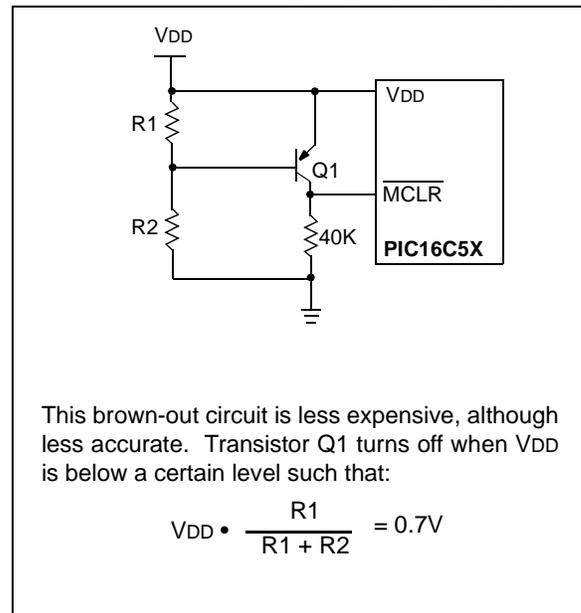 VDD
VDD
R1
Q1
MCLR
R2
40K
PIC16C5X
This brown-out circuit is less expensive, although
less accurate. Transistor Q1 turns off when VDD
is below a certain level such that:
VDD • R1 / R1 + R2 = 0.7V